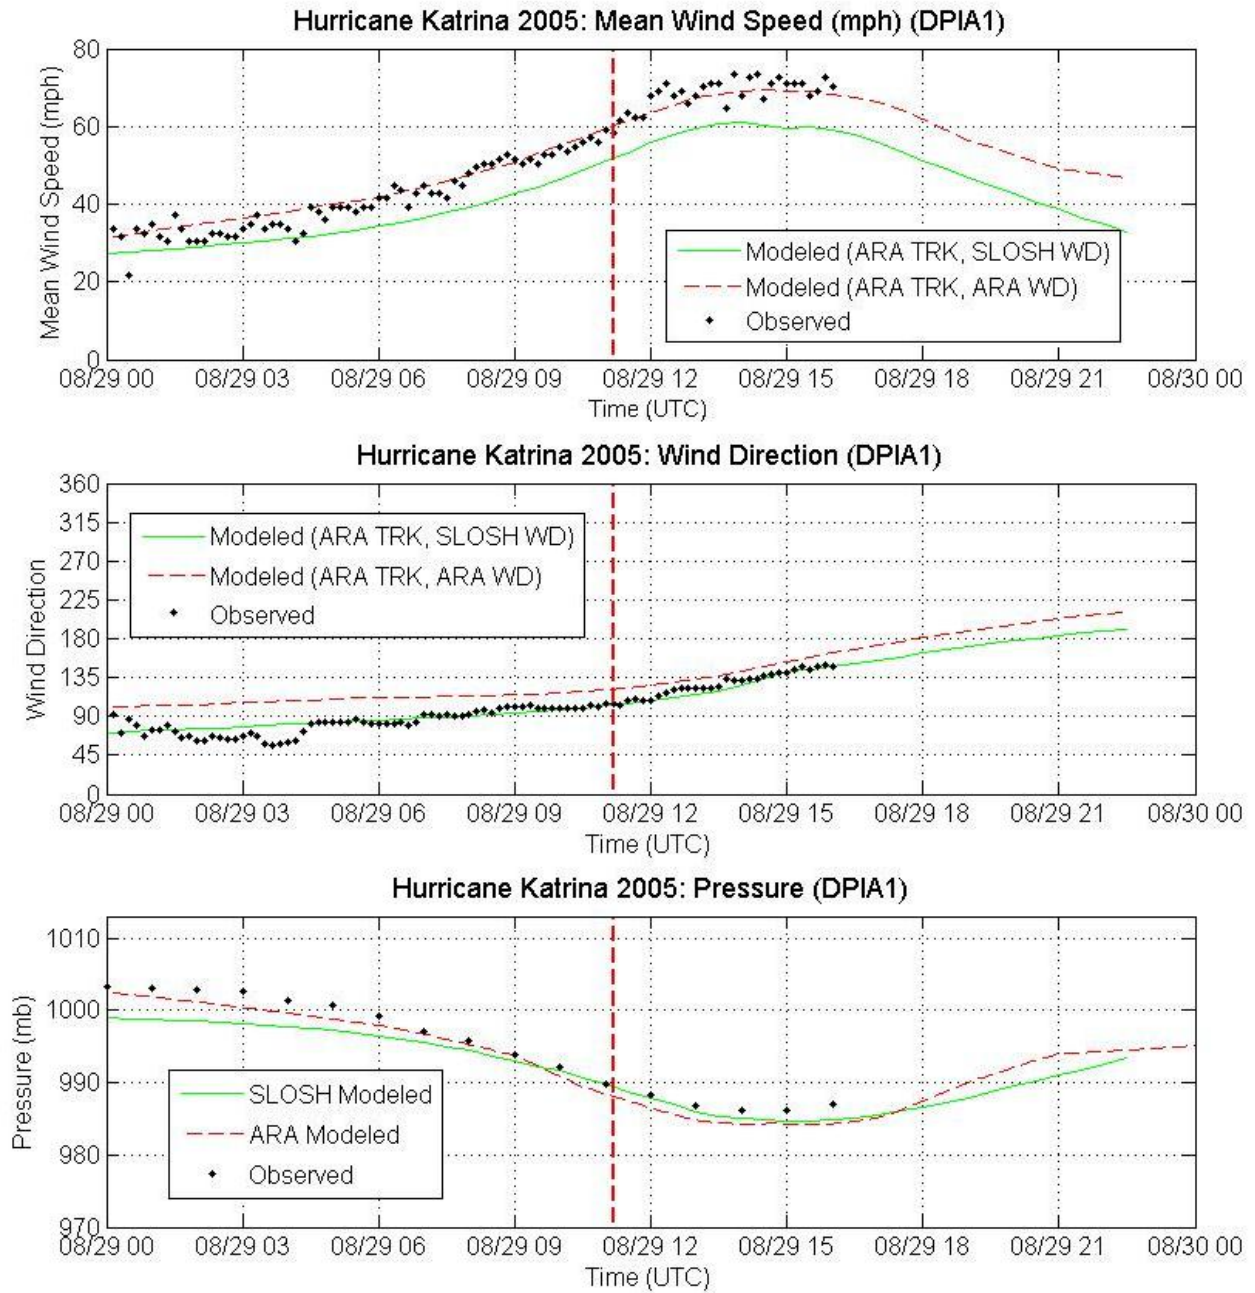 Hurricane Katrina 2005: Mean Wind Speed (mph) (DPIA1)
Mean Wind Speed (mph)
80
60
40
20
0
Modeled (ARA TRK, SLOSH WD)
Modeled (ARA TRK, ARA WD)
Observed
08/29 00 08/29 03 08/29 06 08/29 09 08/29 12 08/29 15 08/29 18 08/29 21 08/30 00
Time (UTC)
Hurricane Katrina 2005: Wind Direction (DPIA1)
Wind Direction
360
315
270
225
180
135
90
45
0
Modeled (ARA TRK, SLOSH WD)
Modeled (ARA TRK, ARA WD)
Observed
08/29 00 08/29 03 08/29 06 08/29 09 08/29 12 08/29 15 08/29 18 08/29 21 08/30 00
Time (UTC)
Hurricane Katrina 2005: Pressure (DPIA1)
Pressure (mb)
1010
1000
990
980
970
SLOSH Modeled
ARA Modeled
Observed
08/29 00 08/29 03 08/29 06 08/29 09 08/29 12 08/29 15 08/29 18 08/29 21 08/30 00
Time (UTC)